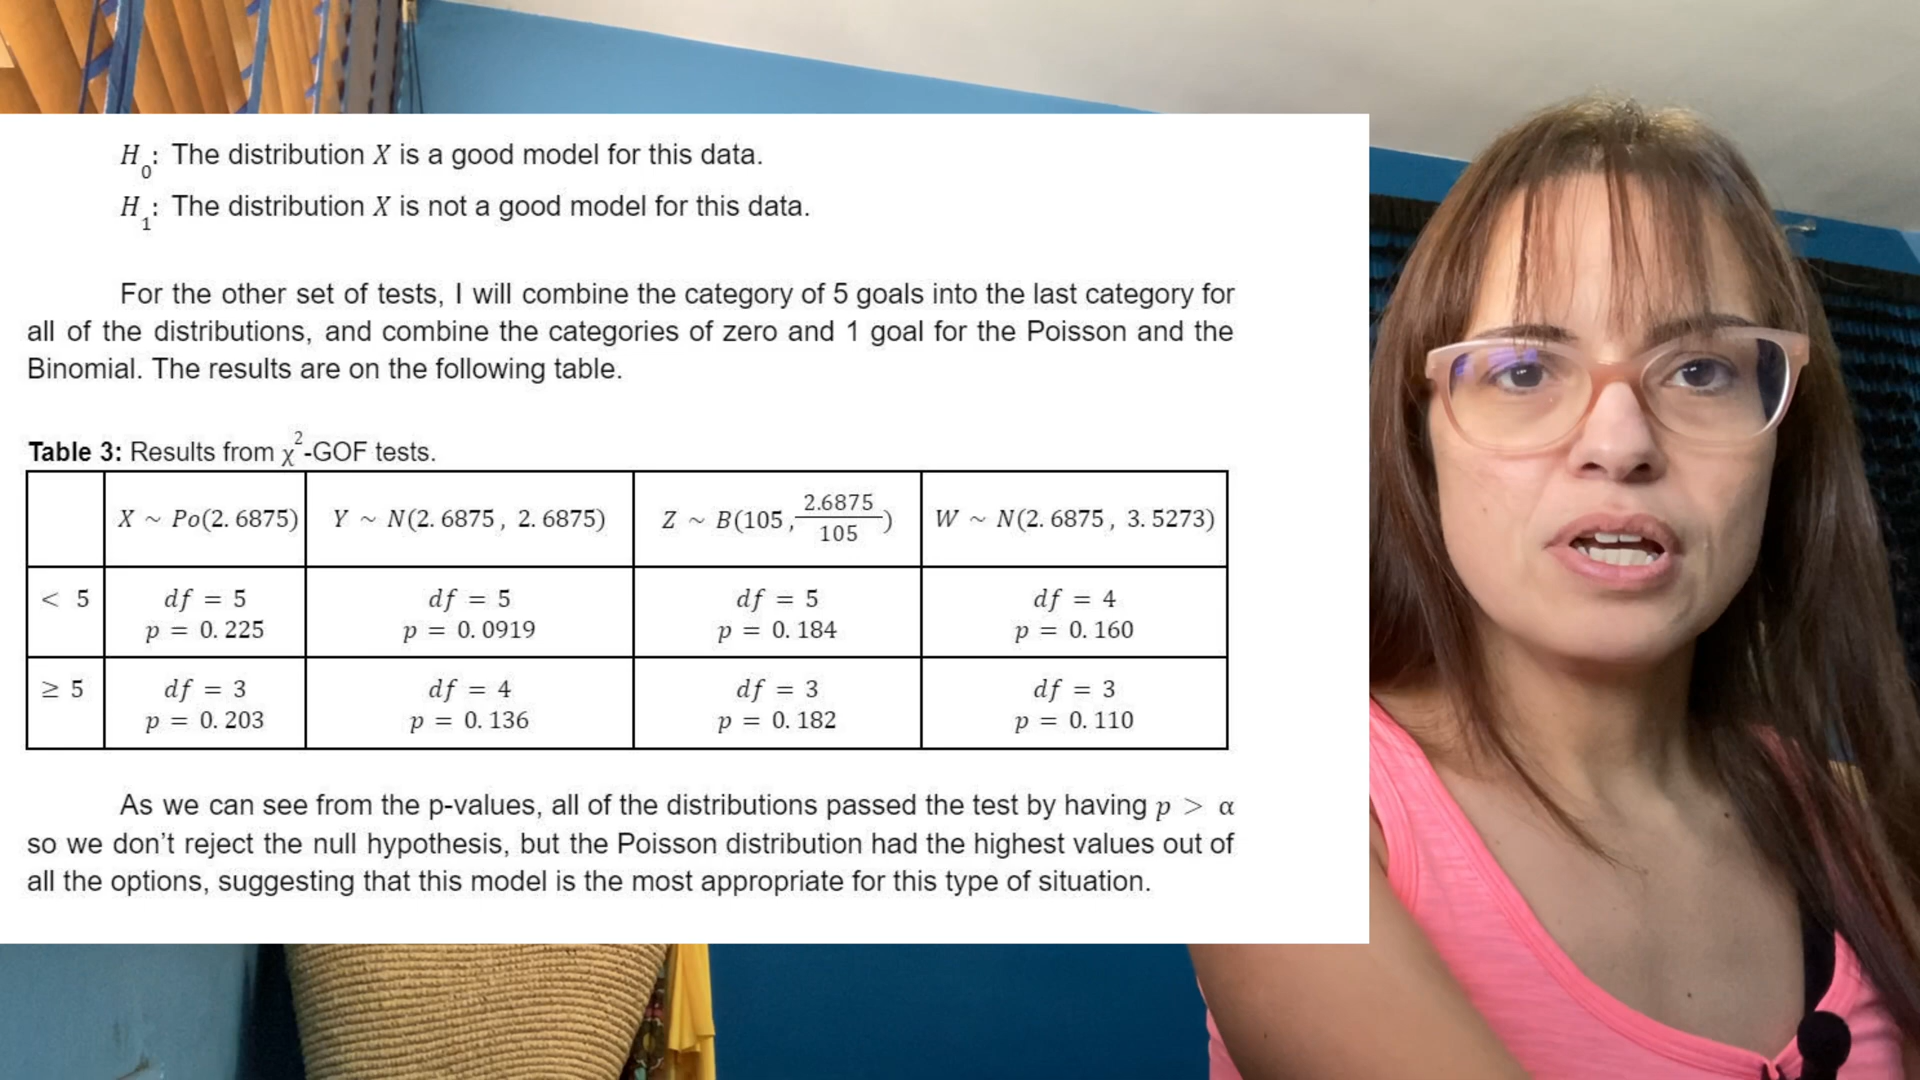 H₀: The distribution X is a good model for this data.
H₁: The distribution X is not a good model for this data.
For the other set of tests, I will combine the category of 5 goals into the last category for
all of the distributions, and combine the categories of zero and 1 goal for the Poisson and the
Binomial. The results are on the following table.
Table 3: Results from χ²-GOF tests.
X ~ Po(2.6875) Y ~ N(2.6875, 2.6875) Z ~ B(105, 2.6875/105) W ~ N(2.6875, 3.5273)
< 5 df = 5 df = 5 df = 5 df = 4
p = 0.225 p = 0.0919 p = 0.184 p = 0.160
≥ 5 df = 3 df = 4 df = 3 df = 3
p = 0.203 p = 0.136 p = 0.182 p = 0.110
As we can see from the p-values, all of the distributions passed the test by having p > α
so we don't reject the null hypothesis, but the Poisson distribution had the highest values out of
all the options, suggesting that this model is the most appropriate for this type of situation.